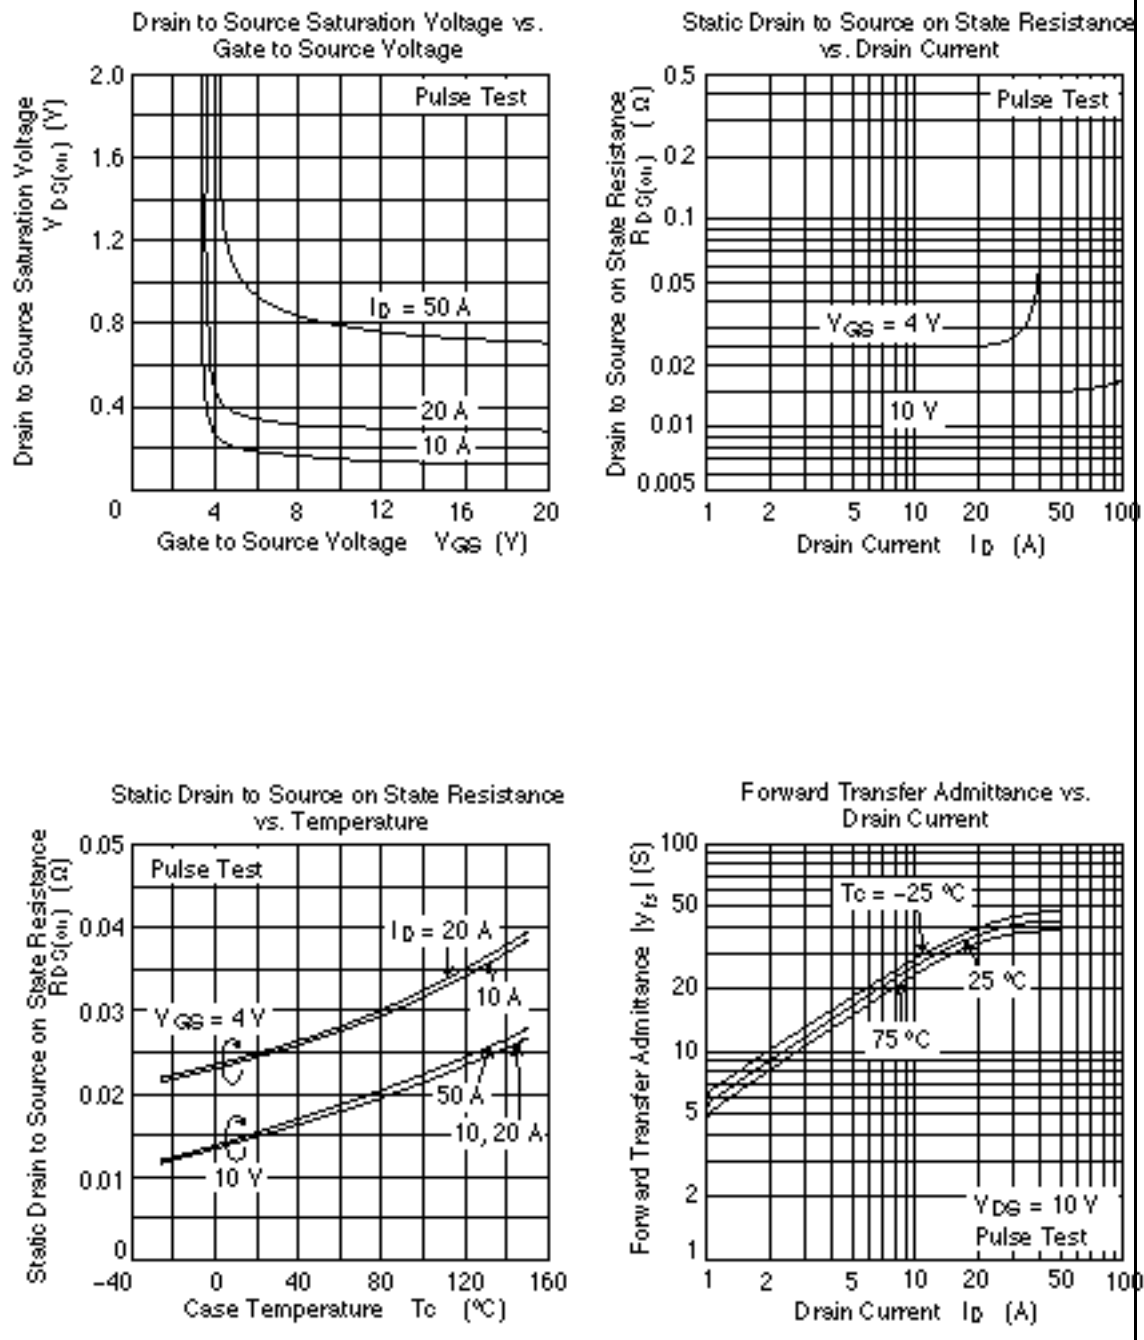 Drain to Source Saturation Voltage vs.
Gate to Source Voltage
Drain to Source Saturation Voltage
V DS(on) (V)
2.0
1.6
1.2
0.8
0.4
0
Pulse Test
I D = 50 A
20 A
10 A
0 4 8 12 16 20
Gate to Source Voltage V GS (V)
Static Drain to Source on State Resistance
vs. Drain Current
Drain to Source on State Resistance
R DS(on) (Ω)
0.5
0.2
0.1
0.05
0.02
0.01
0.005
Pulse Test
V GS = 4 V
10 V
1 2 5 10 20 50 100
Drain Current I D (A)
Static Drain to Source on State Resistance
vs. Temperature
Static Drain to Source on State Resistance
R DS(on) (Ω)
0.05
0.04
0.03
0.02
0.01
0
Pulse Test
I D = 20 A
10 A
V GS = 4 V
50 A
10, 20 A
10 V
−40 0 40 80 120 160
Case Temperature Tc (°C)
Forward Transfer Admittance vs.
Drain Current
Forward Transfer Admittance |yfs| (S)
100
50
20
10
5
2
1
Tc = −25 °C
25 °C
75 °C
V DS = 10 V
Pulse Test
1 2 5 10 20 50 100
Drain Current I D (A)